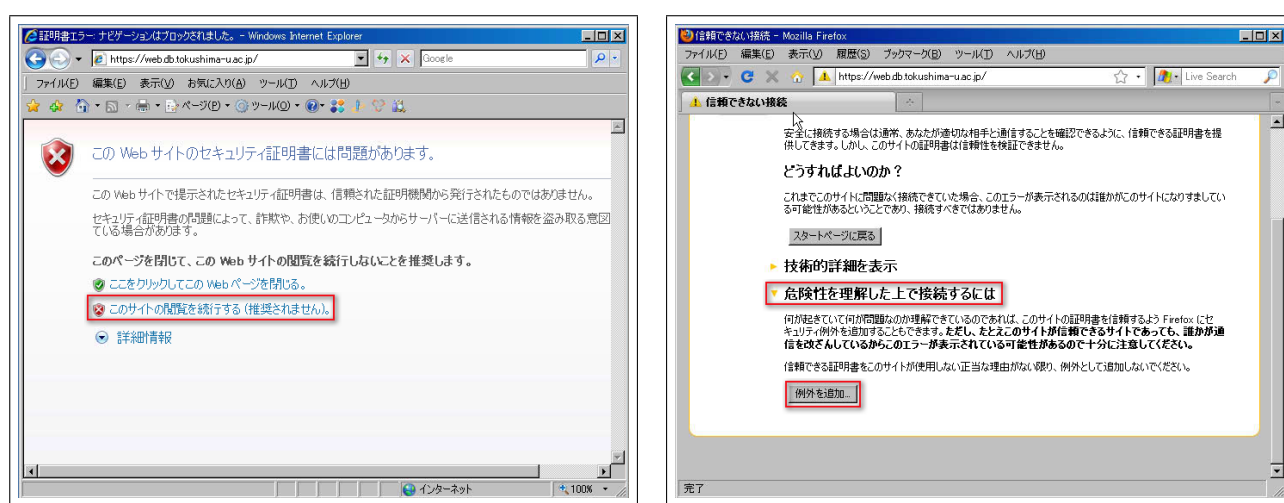 証明書エラー: ナビゲーションはブロックされました。 - Windows Internet Explorer
https://web.db.tokushima-u.ac.jp/
Google
ファイル(F) 編集(E) 表示(V) お気に入り(A) ツール(T) ヘルプ(H)
ページ(P) ツール(O)
この Web サイトのセキュリティ証明書には問題があります。
この Web サイトで提示されたセキュリティ証明書は、信頼された証明機関から発行されたものではありません。
セキュリティ証明書の問題によって、詐欺や、お使いのコンピュータからサーバーに送信される情報を盗み取る意図
ている場合があります。
このページを閉じて、この Web サイトの閲覧を続行しないことを推奨します。
ここをクリックしてこの Web ページを閉じる。
このサイトの閲覧を続行する (推奨されません)。
詳細情報
インターネット
100%
信頼できない接続 - Mozilla Firefox
ファイル(F) 編集(E) 表示(V) 履歴(S) ブックマーク(B) ツール(T) ヘルプ(H)
https://web.db.tokushima-u.ac.jp/
Live Search
信頼できない接続
安全に接続する場合は通常、あなたが適切な相手と通信することを確認できるように、信頼できる証明書を提
供してきます。しかし、このサイトの証明書は信頼性を検証できません。
どうすればよいのか？
これまでこのサイトに問題なく接続できていた場合、このエラーが表示されるのは誰かがこのサイトになりすましてい
る可能性があるということであり、接続すべきではありません。
スタートページに戻る
技術的詳細を表示
危険性を理解した上で接続するには
何が起きていて何が問題なのか理解できているのであれば、このサイトの証明書を信頼するよう Firefox にセ
キュリティ例外を追加することもできます。ただし、たとえこのサイトが信頼できるサイトであっても、誰かが通
信を改ざんしているからこのエラーが表示されている可能性があるので十分に注意してください。
信頼できる証明書をこのサイトが使用しない正当な理由がない限り、例外として追加しないでください。
例外を追加...
完了